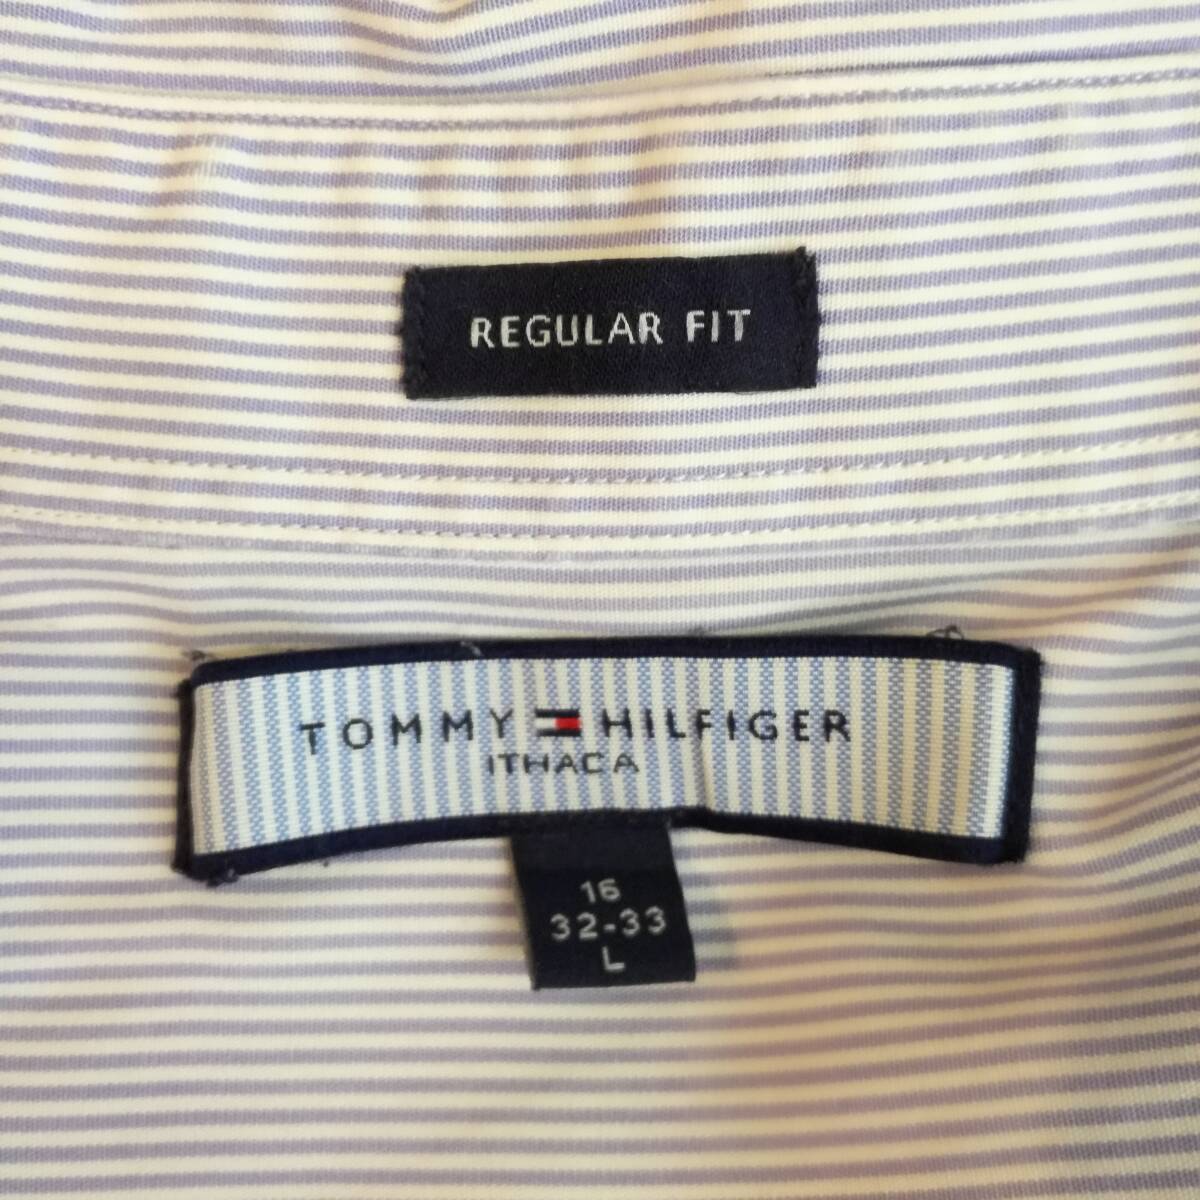 REGULAR FIT
TOMMY HILFIGER
ITHACA
16
32-33
L